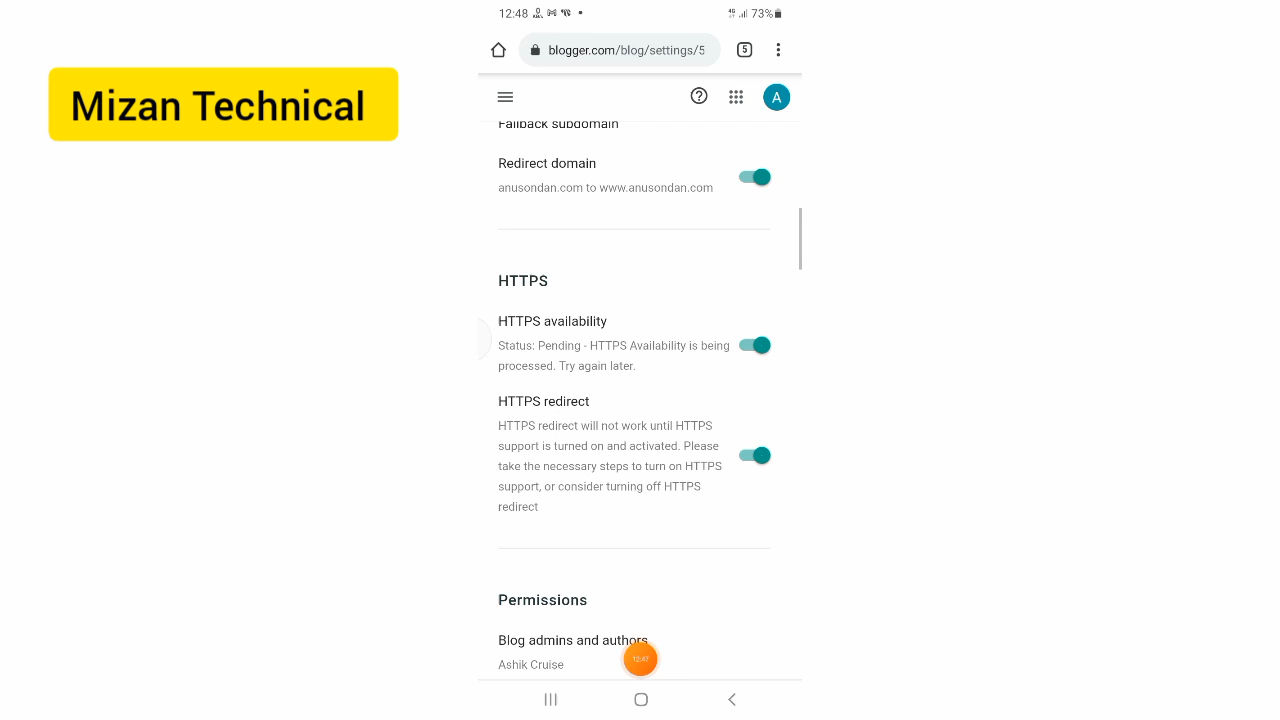 12:48
4G 73%
blogger.com/blog/settings/5
5
Mizan Technical
A
Fallback subdomain
Redirect domain
anusondan.com to www.anusondan.com
HTTPS
HTTPS availability
Status: Pending - HTTPS Availability is being
processed. Try again later.
HTTPS redirect
HTTPS redirect will not work until HTTPS
support is turned on and activated. Please
take the necessary steps to turn on HTTPS
support, or consider turning off HTTPS
redirect
Permissions
Blog admins and authors
Ashik Cruise
12:47